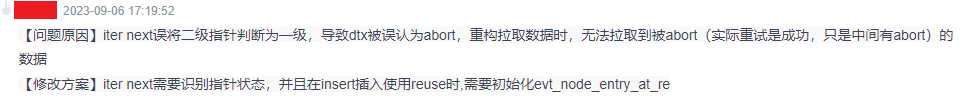 2023-09-06 17:19:52
【问题原因】iter next误将二级指针判断为一级，导致dtx被误认为abort，重构拉取数据时，无法拉取到被abort（实际重试是成功，只是中间有abort）的
数据
【修改方案】iter next需要识别指针状态，并且在insert插入使用reuse时,需要初始化evt_node_entry_at_re